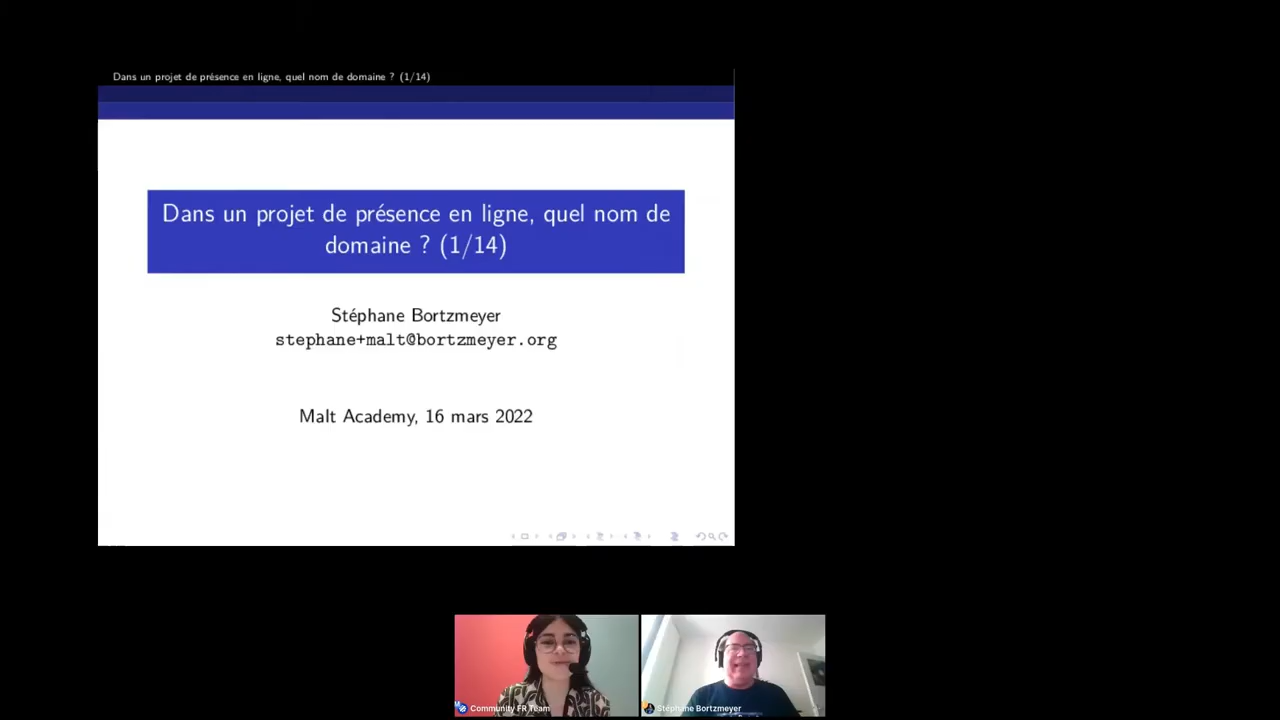 Dans un projet de présence en ligne, quel nom de domaine ? (1/14)
Dans un projet de présence en ligne, quel nom de
domaine ? (1/14)
Stéphane Bortzmeyer
stephane+malt@bortzmeyer.org
Malt Academy, 16 mars 2022
Community FR Team
Stéphane Bortzmeyer